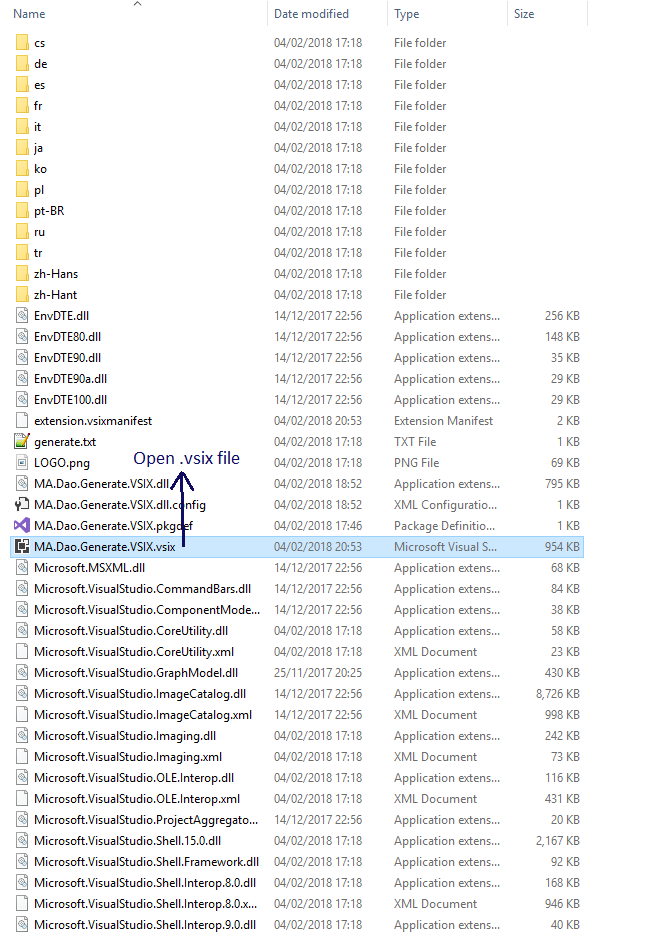 Name Date modified Type Size
cs 04/02/2018 17:18 File folder
de 04/02/2018 17:18 File folder
es 04/02/2018 17:18 File folder
fr 04/02/2018 17:18 File folder
it 04/02/2018 17:18 File folder
ja 04/02/2018 17:18 File folder
ko 04/02/2018 17:18 File folder
pl 04/02/2018 17:18 File folder
pt-BR 04/02/2018 17:18 File folder
ru 04/02/2018 17:18 File folder
tr 04/02/2018 17:18 File folder
zh-Hans 04/02/2018 17:18 File folder
zh-Hant 04/02/2018 17:18 File folder
EnvDTE.dll 14/12/2017 22:56 Application extens... 256 KB
EnvDTE80.dll 14/12/2017 22:56 Application extens... 148 KB
EnvDTE90.dll 14/12/2017 22:56 Application extens... 35 KB
EnvDTE90a.dll 14/12/2017 22:56 Application extens... 29 KB
EnvDTE100.dll 14/12/2017 22:56 Application extens... 29 KB
extension.vsixmanifest 04/02/2018 20:53 Extension Manifest 2 KB
generate.txt 04/02/2018 17:18 TXT File 1 KB
Open .vsix file
LOGO.png 04/02/2018 17:18 PNG File 69 KB
MA.Dao.Generate.VSIX.dll 04/02/2018 18:52 Application extens... 795 KB
MA.Dao.Generate.VSIX.dll.config 04/02/2018 18:52 XML Configuratio... 1 KB
MA.Dao.Generate.VSIX.pkgdef 04/02/2018 17:46 Package Definitio... 1 KB
MA.Dao.Generate.VSIX.vsix 04/02/2018 20:53 Microsoft Visual S... 954 KB
Microsoft.MSXML.dll 14/12/2017 22:56 Application extens... 68 KB
Microsoft.VisualStudio.CommandBars.dll 14/12/2017 22:56 Application extens... 84 KB
Microsoft.VisualStudio.ComponentMode... 14/12/2017 22:56 Application extens... 38 KB
Microsoft.VisualStudio.CoreUtility.dll 04/02/2018 17:18 Application extens... 58 KB
Microsoft.VisualStudio.CoreUtility.xml 04/02/2018 17:18 XML Document 23 KB
Microsoft.VisualStudio.GraphModel.dll 25/11/2017 20:25 Application extens... 430 KB
Microsoft.VisualStudio.ImageCatalog.dll 14/12/2017 22:56 Application extens... 8,726 KB
Microsoft.VisualStudio.ImageCatalog.xml 14/12/2017 22:56 XML Document 998 KB
Microsoft.VisualStudio.Imaging.dll 04/02/2018 17:18 Application extens... 242 KB
Microsoft.VisualStudio.Imaging.xml 04/02/2018 17:18 XML Document 73 KB
Microsoft.VisualStudio.OLE.Interop.dll 04/02/2018 17:18 Application extens... 116 KB
Microsoft.VisualStudio.OLE.Interop.xml 04/02/2018 17:18 XML Document 431 KB
Microsoft.VisualStudio.ProjectAggregato... 14/12/2017 22:56 Application extens... 20 KB
Microsoft.VisualStudio.Shell.15.0.dll 04/02/2018 17:18 Application extens... 2,167 KB
Microsoft.VisualStudio.Shell.Framework.dll 04/02/2018 17:18 Application extens... 92 KB
Microsoft.VisualStudio.Shell.Interop.8.0.dll 04/02/2018 17:18 Application extens... 168 KB
Microsoft.VisualStudio.Shell.Interop.8.0.x... 04/02/2018 17:18 XML Document 946 KB
Microsoft.VisualStudio.Shell.Interop.9.0.dll 04/02/2018 17:18 Application extens... 40 KB